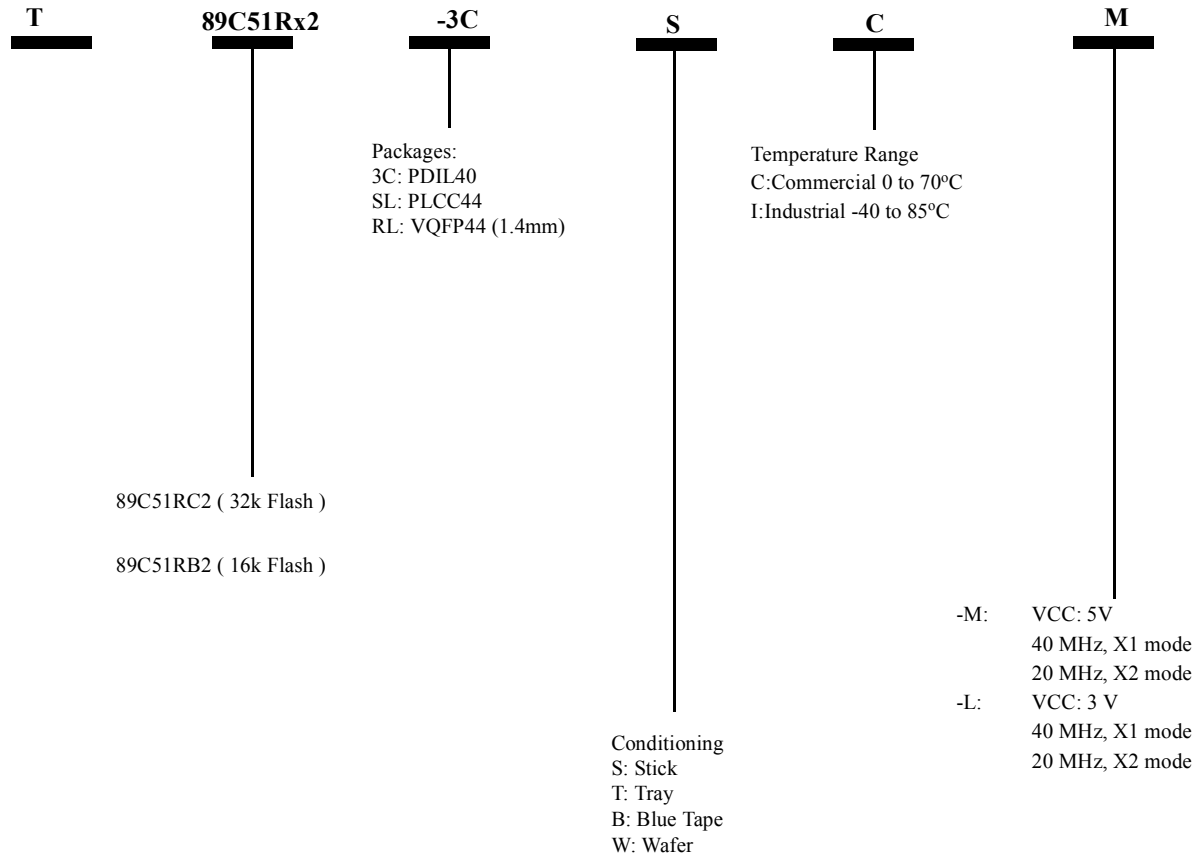 T 89C51Rx2 -3C S C M
Packages:
3C: PDIL40
SL: PLCC44
RL: VQFP44 (1.4mm)
Temperature Range
C:Commercial 0 to 70ºC
I:Industrial -40 to 85ºC
89C51RC2 ( 32k Flash )
89C51RB2 ( 16k Flash )
-M: VCC: 5V
40 MHz, X1 mode
20 MHz, X2 mode
-L: VCC: 3 V
40 MHz, X1 mode
20 MHz, X2 mode
Conditioning
S: Stick
T: Tray
B: Blue Tape
W: Wafer